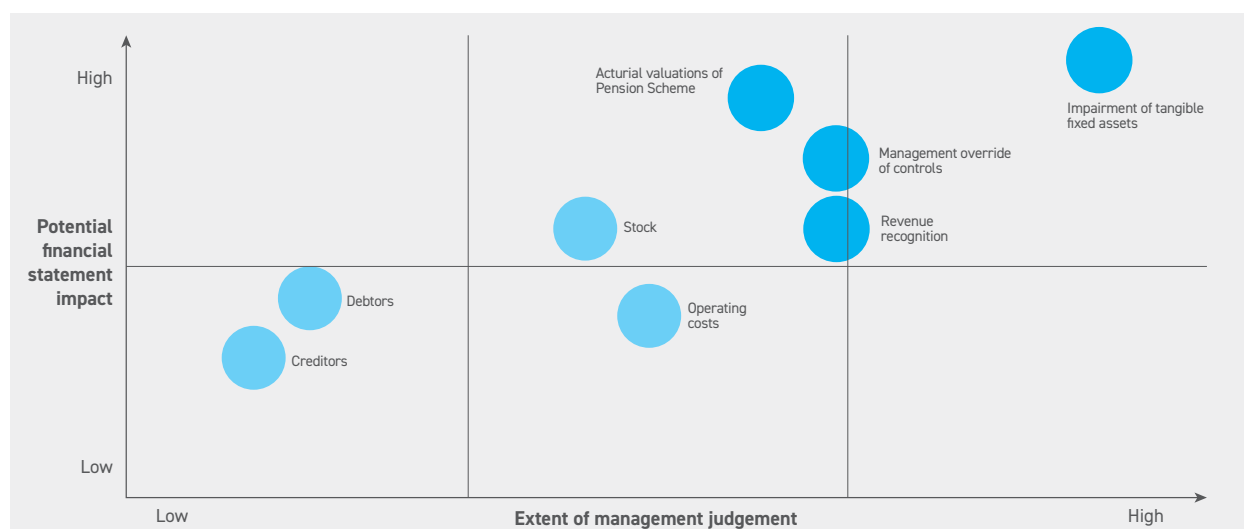 High
Acturial valuations of
Pension Scheme
Impairment of tangible
fixed assets
Management override
of controls
Potential
financial
statement
impact
Stock
Revenue
recognition
Debtors
Operating
costs
Creditors
Low
Low
Extent of management judgement
High